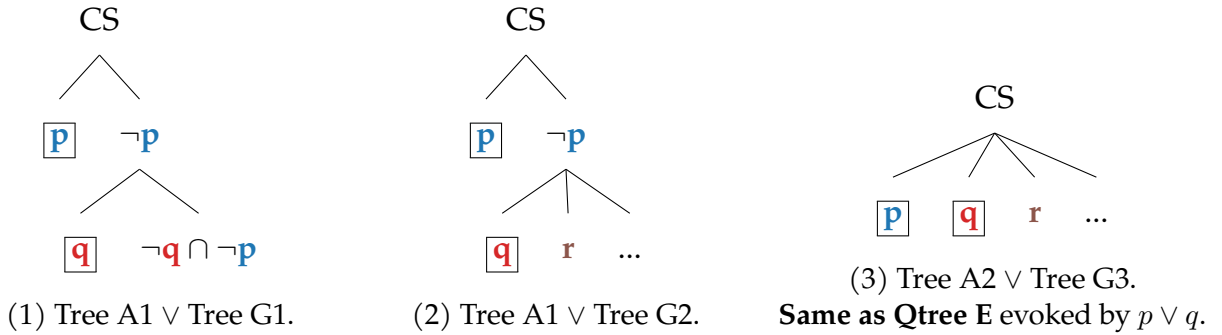 CS
p ¬p
q ¬q ∩ ¬p
(1) Tree A1 ∨ Tree G1.
CS
p ¬p
q r ...
(2) Tree A1 ∨ Tree G2.
CS
p q r ...
(3) Tree A2 ∨ Tree G3.
Same as Qtree E evoked by p ∨ q.